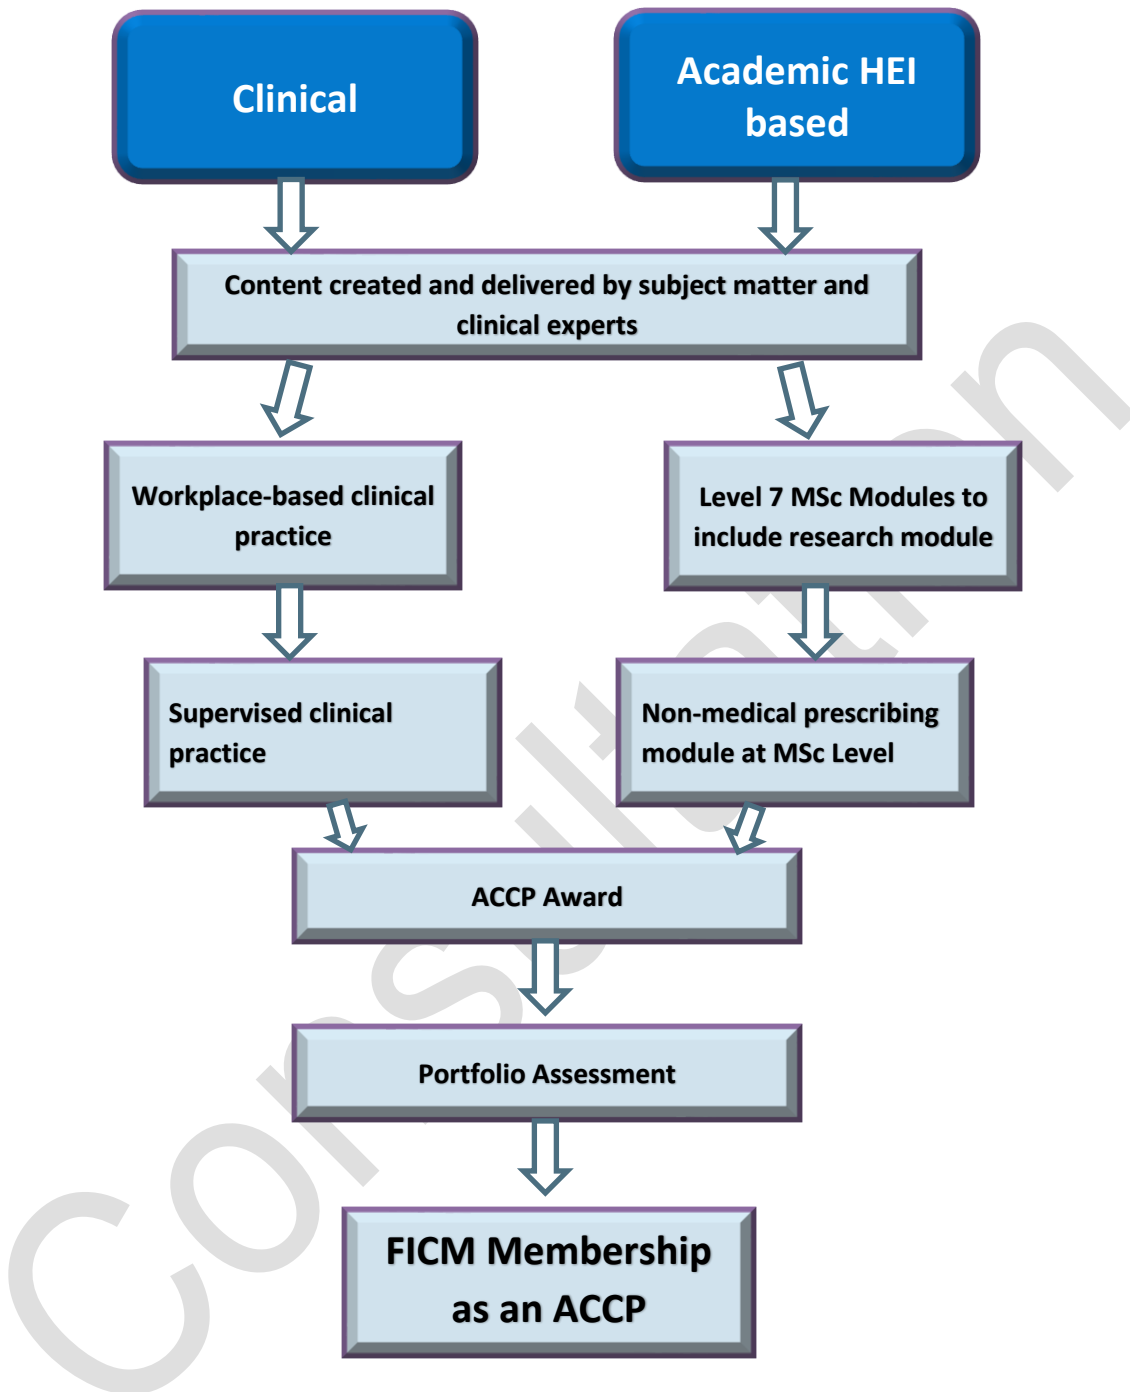 Clinical
Academic HEI
based
Content created and delivered by subject matter and
clinical experts
Workplace-based clinical
practice
Level 7 MSc Modules to
include research module
Supervised clinical
practice
Non-medical prescribing
module at MSc Level
ACCP Award
Portfolio Assessment
FICM Membership
as an ACCP
Consultation